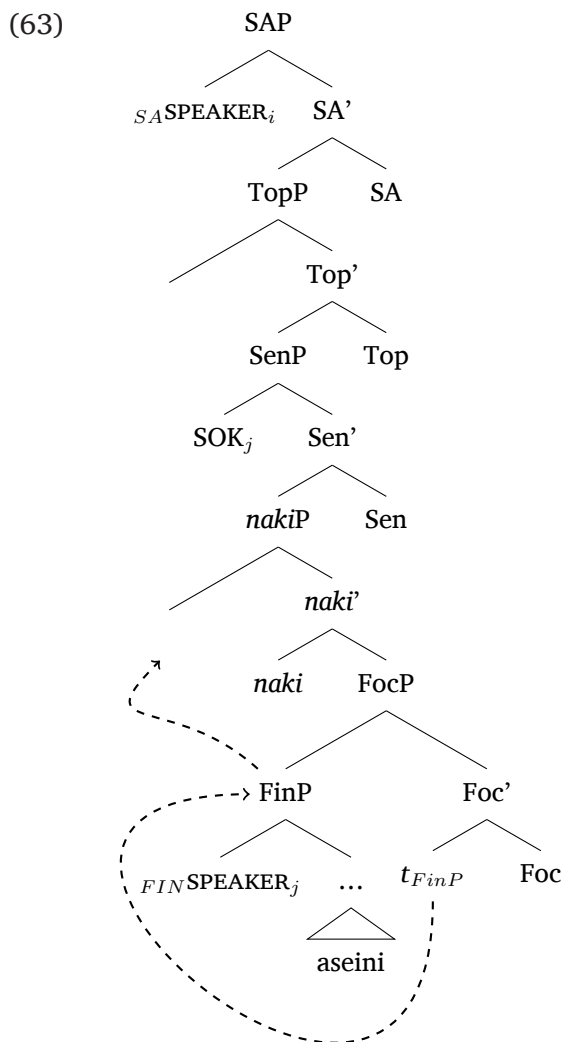 (63) SAP
SASPEAKERi SA’
TopP SA
Top’
SenP Top
SOKj Sen’
nakiP Sen
naki’
naki FocP
FinP Foc’
FINSPEAKERj ... tFinP Foc
aseini